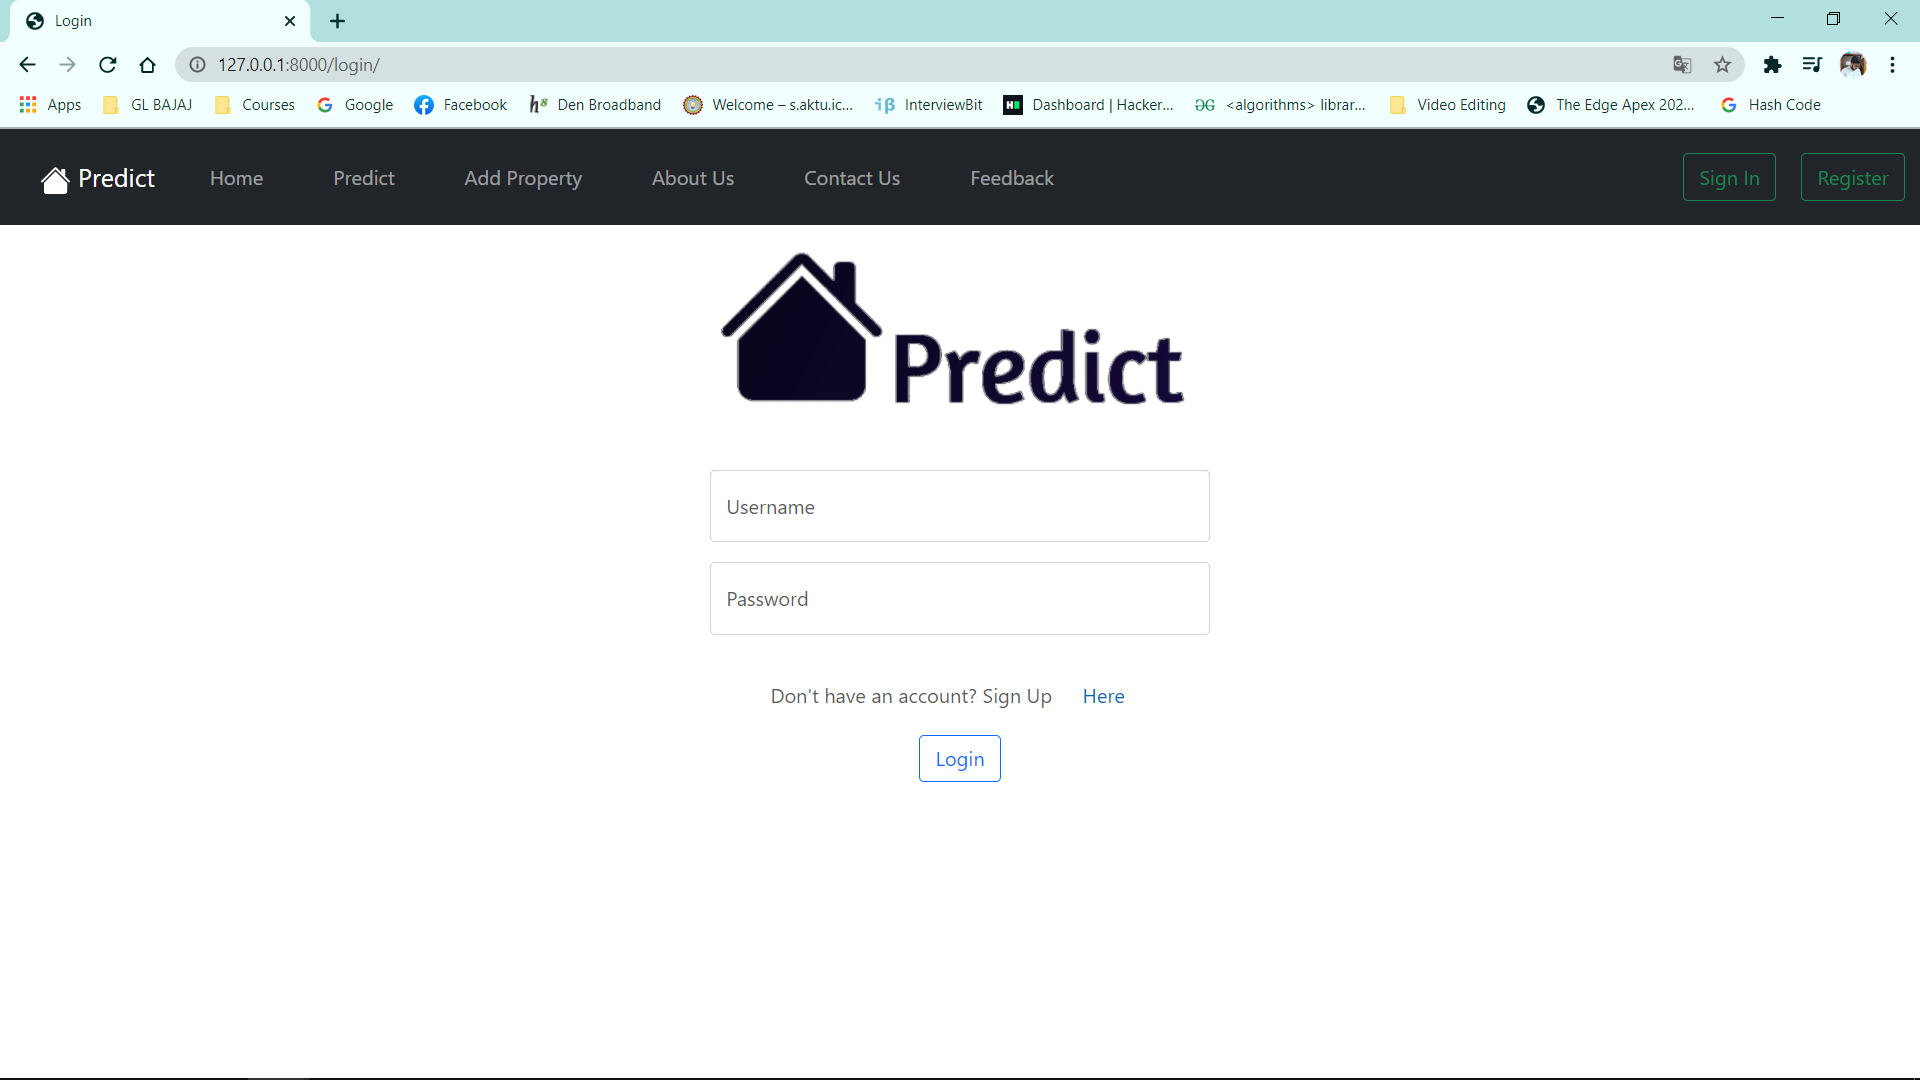 Login
127.0.0.1:8000/login/
Apps GL BAJAJ Courses Google Facebook Den Broadband Welcome – s.aktu.ic... InterviewBit Dashboard | Hacker... <algorithms> librar... Video Editing The Edge Apex 202... Hash Code
Predict Home Predict Add Property About Us Contact Us Feedback Sign In Register
Predict
Username
Password
Don't have an account? Sign Up Here
Login